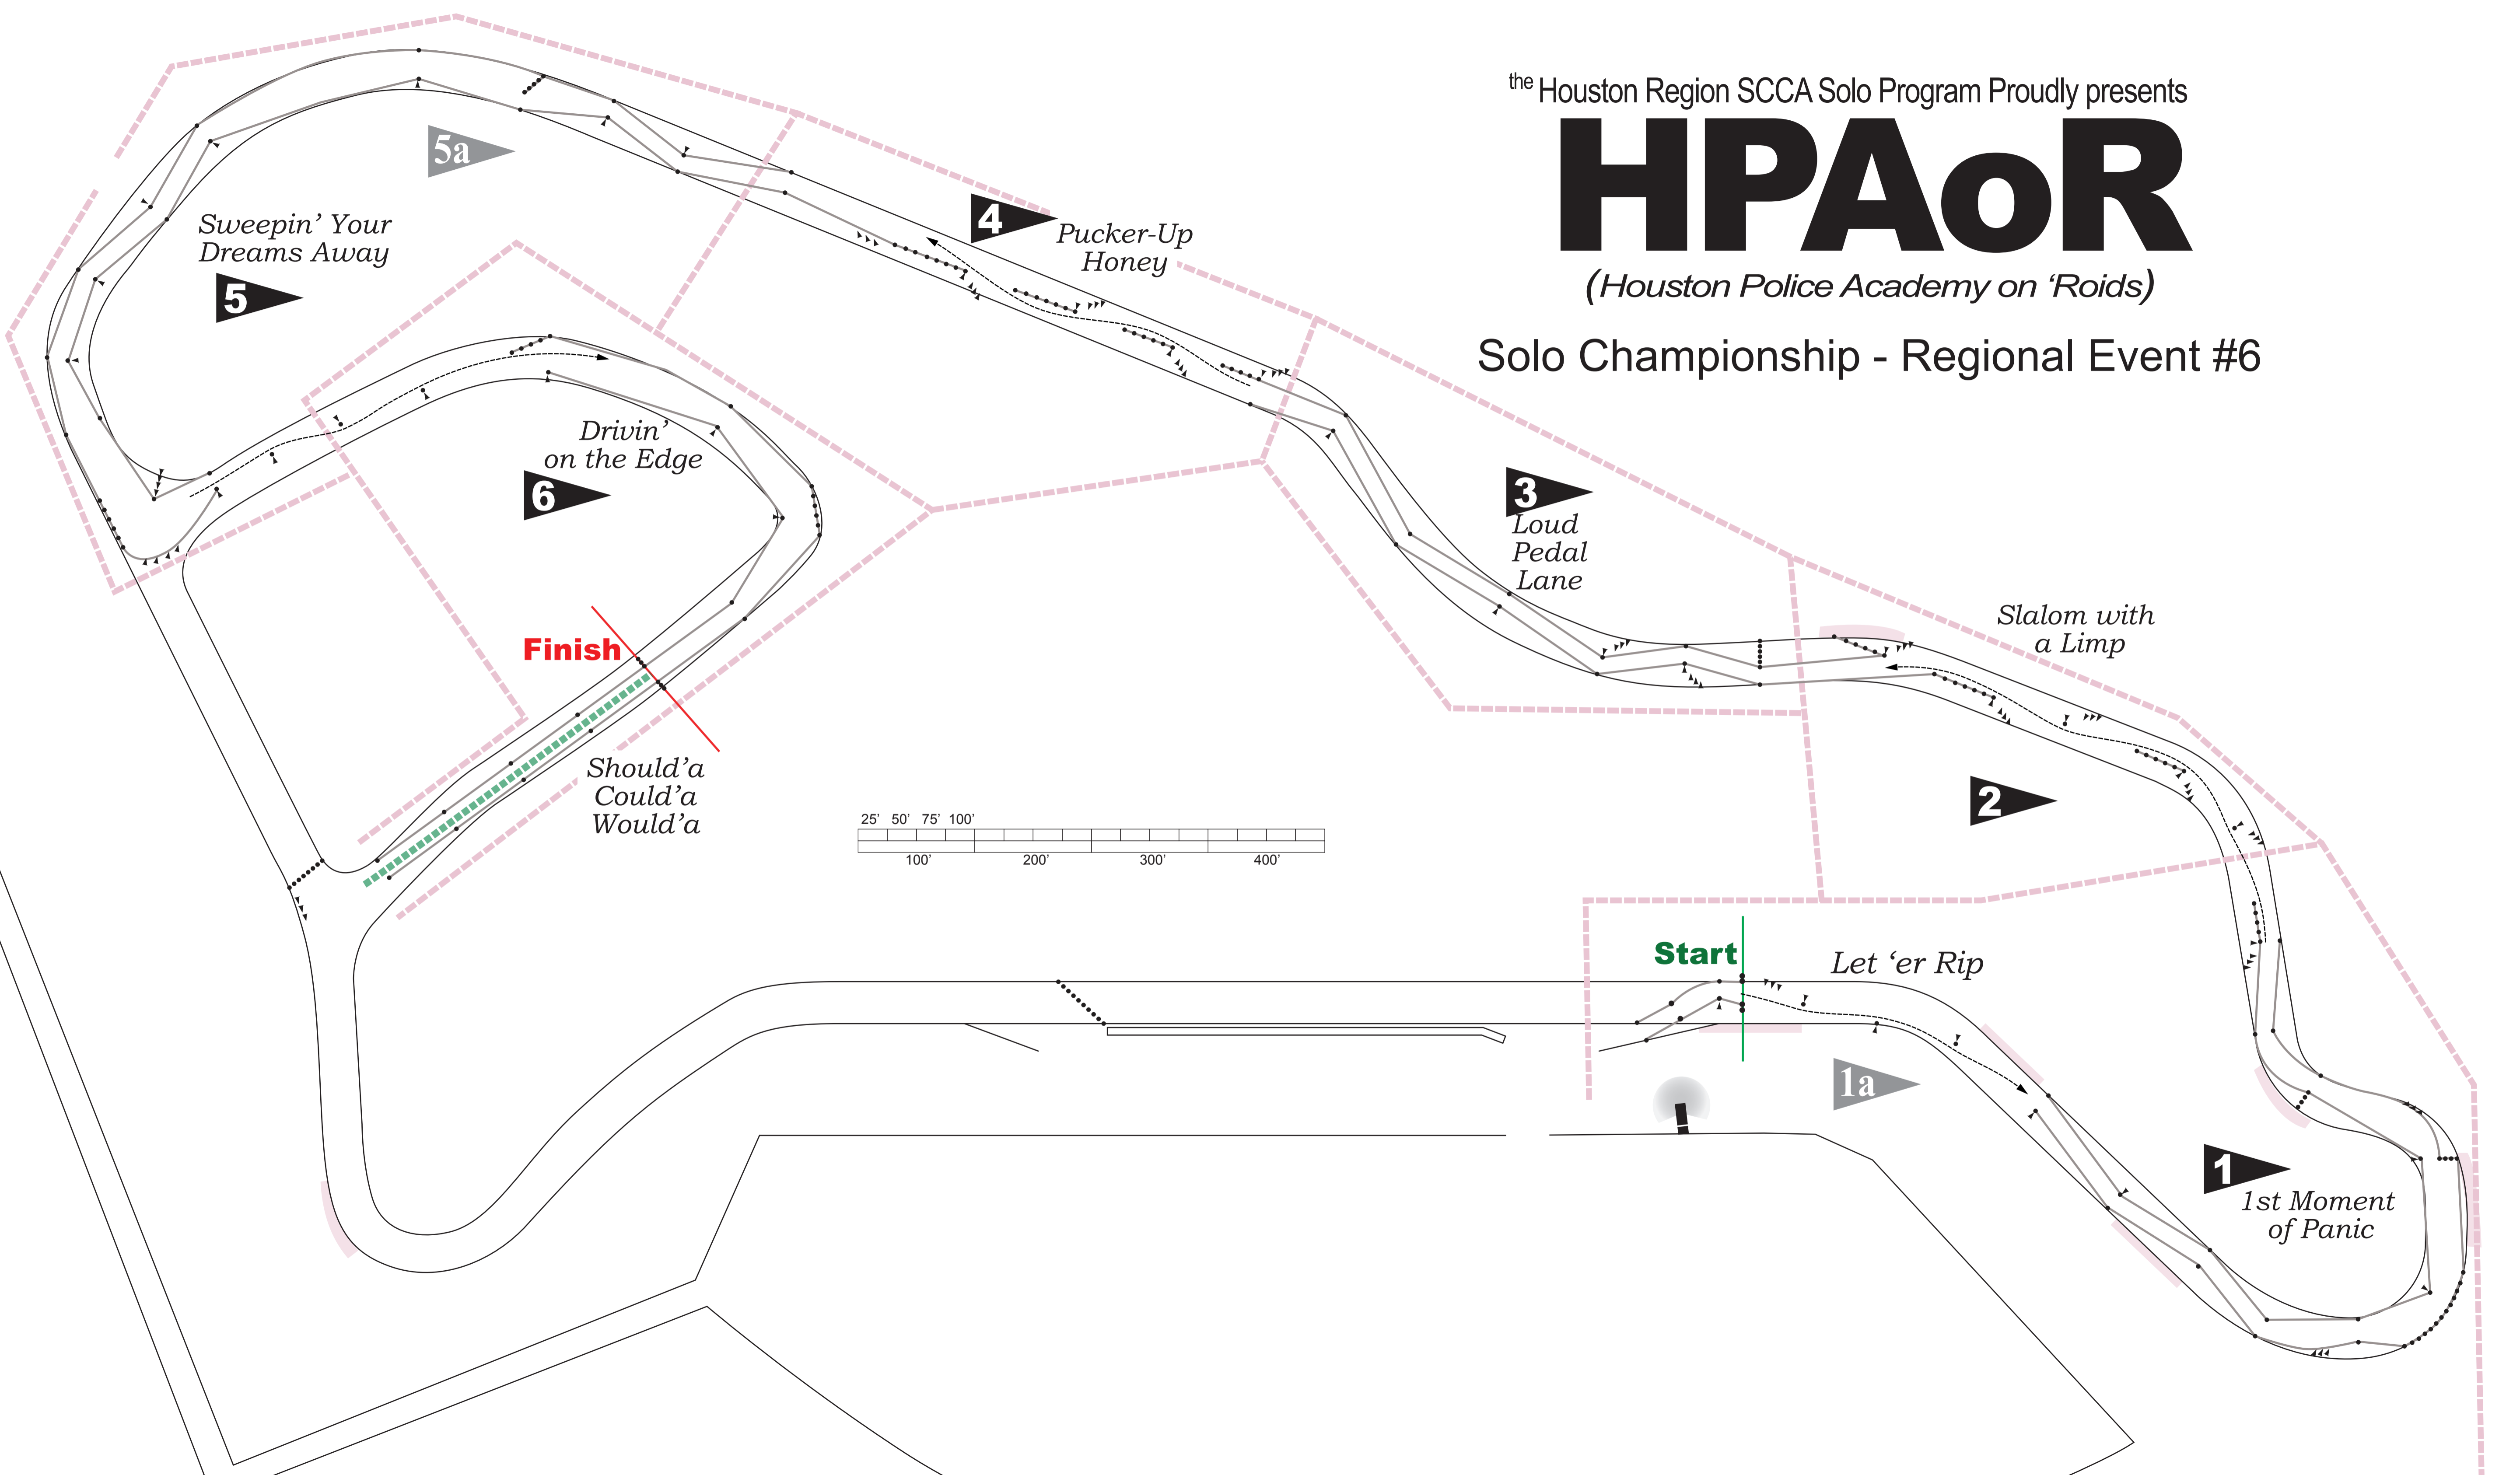 the Houston Region SCCA Solo Program Proudly presents
HPAoR
(Houston Police Academy on ‘Roids)
Solo Championship - Regional Event #6
5a
4
Pucker-Up
Honey
Sweepin’ Your
Dreams Away
5
Drivin’
on the Edge
6
3
Loud
Pedal
Lane
Slalom with
a Limp
Finish
Should’a
Could’a
Would’a
2
25’ 50’ 75’ 100’
100’ 200’ 300’ 400’
Start
Let ‘er Rip
1a
1
1st Moment
of Panic